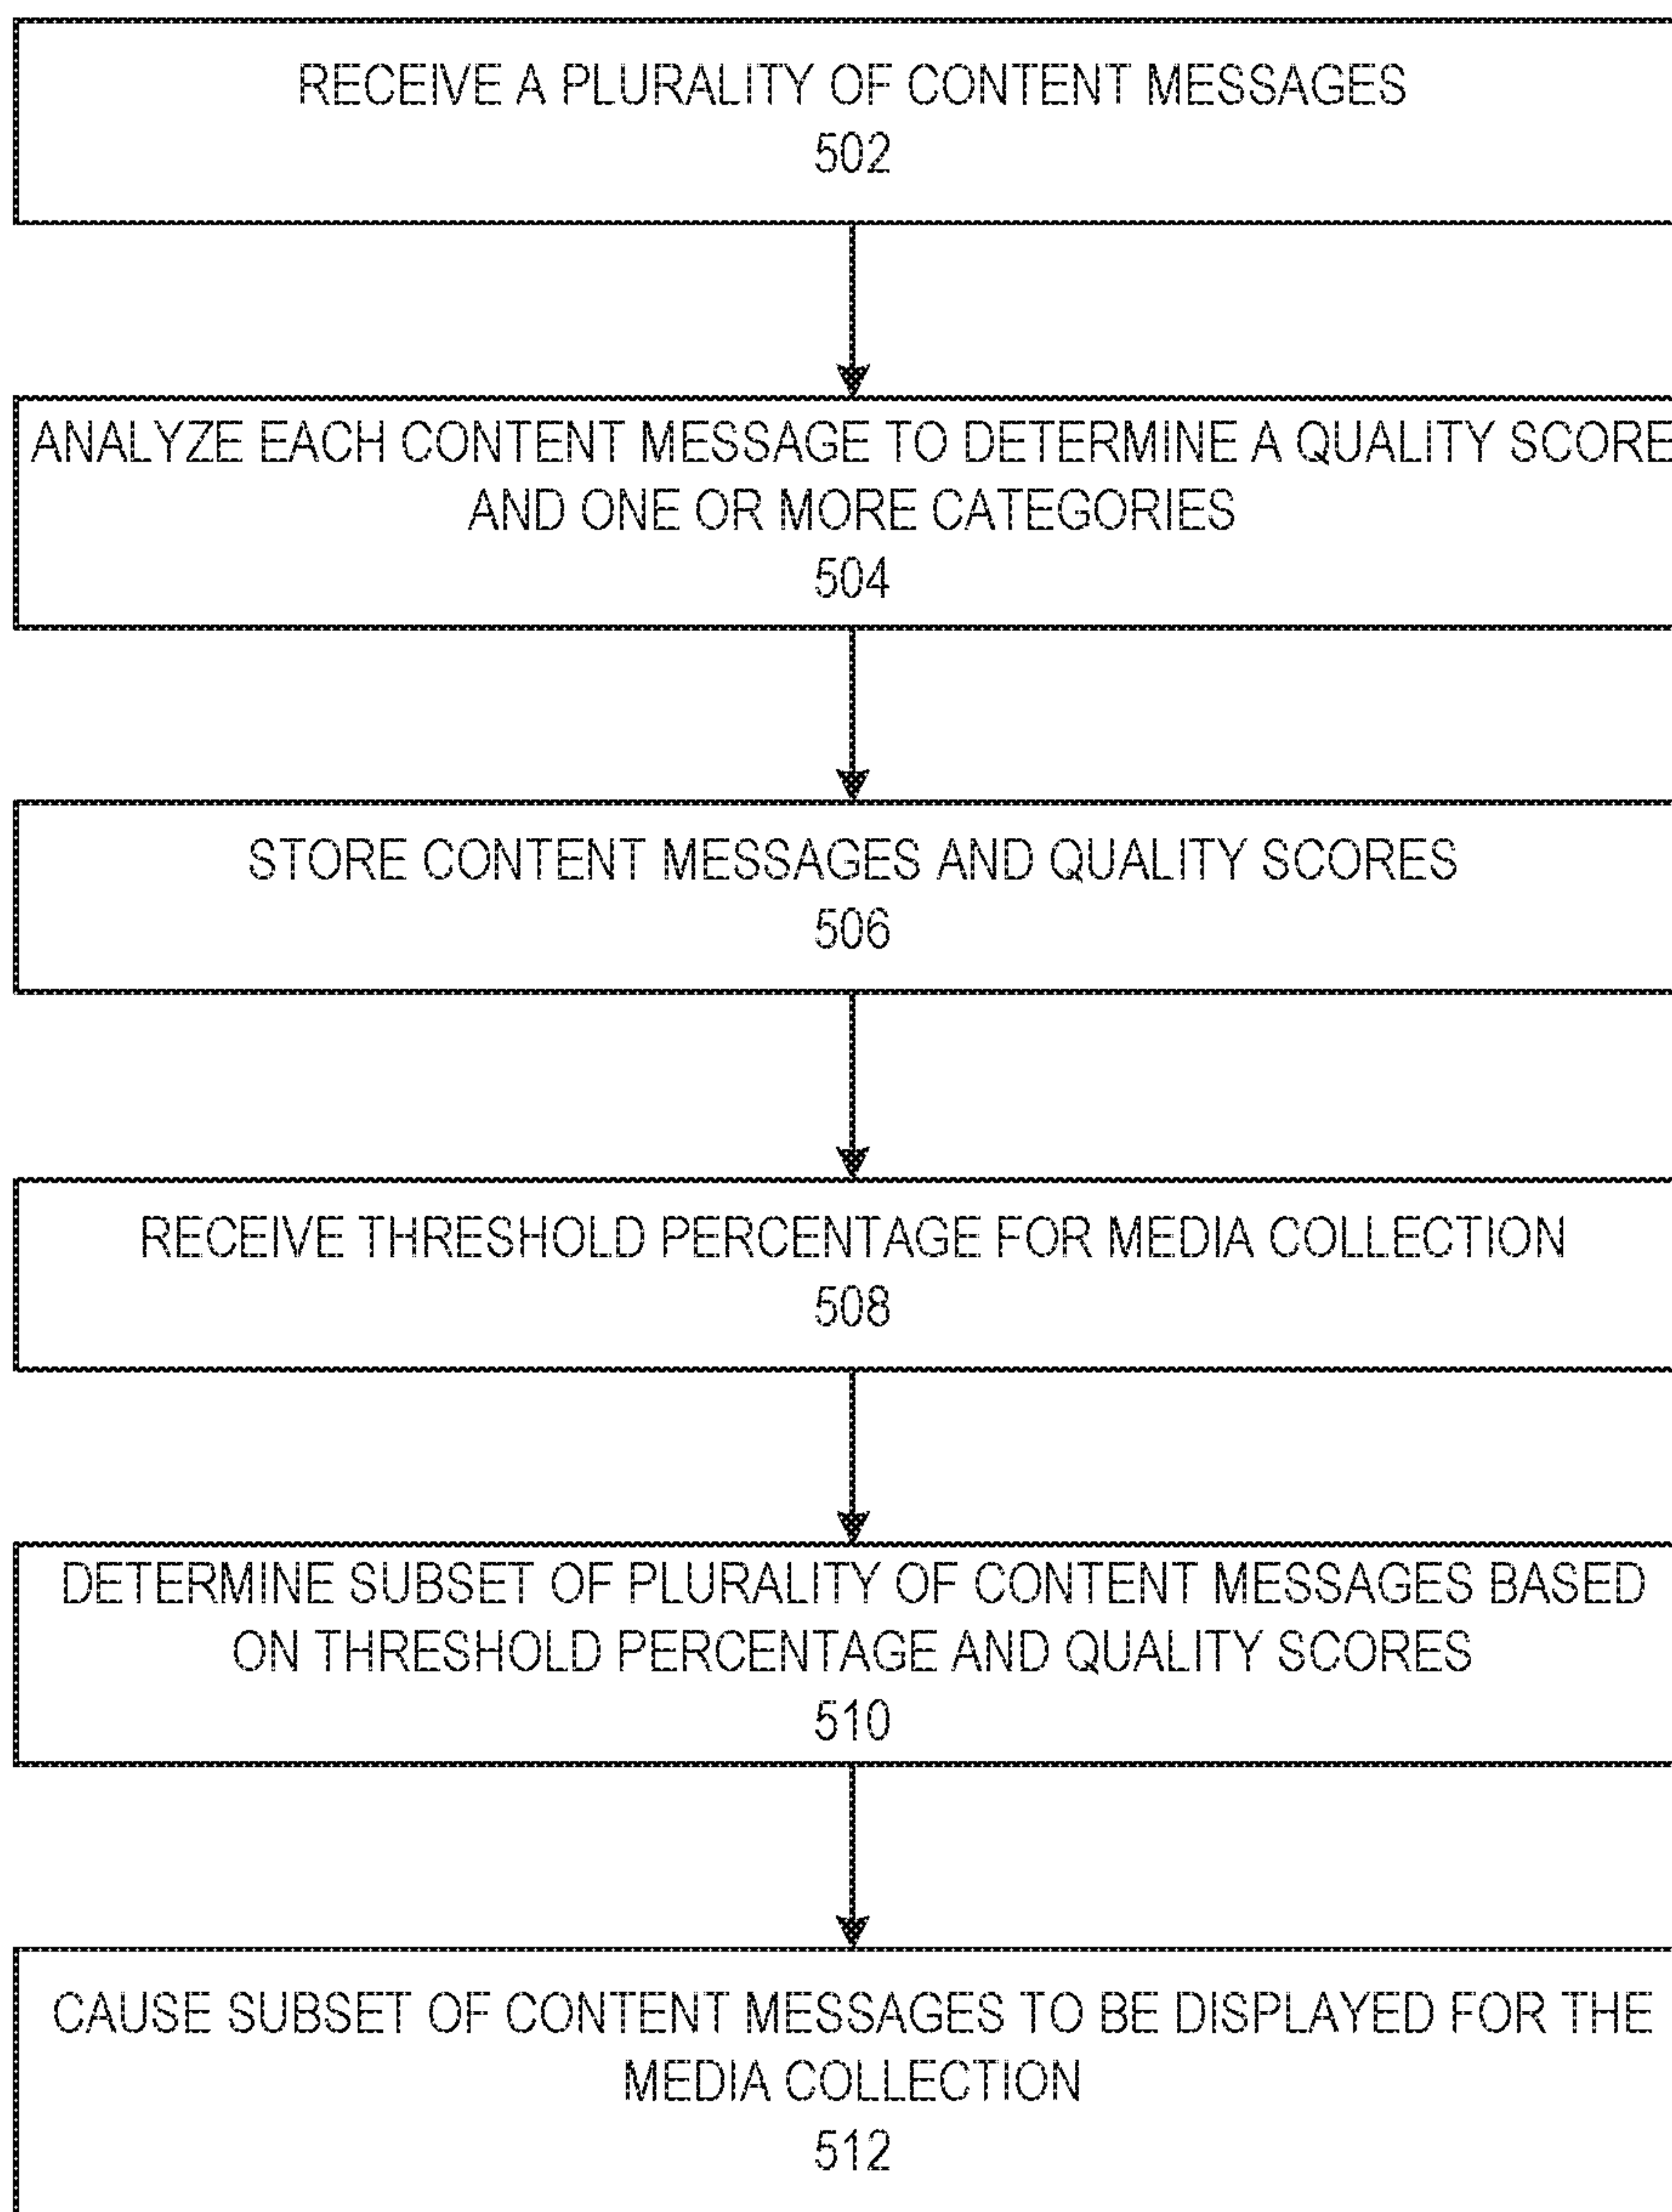 RECEIVE A PLURALITY OF CONTENT MESSAGES
502
ANALYZE EACH CONTENT MESSAGE TO DETERMINE A QUALITY SCORE
AND ONE OR MORE CATEGORIES
504
STORE CONTENT MESSAGES AND QUALITY SCORES
506
RECEIVE THRESHOLD PERCENTAGE FOR MEDIA COLLECTION
508
DETERMINE SUBSET OF PLURALITY OF CONTENT MESSAGES BASED
ON THRESHOLD PERCENTAGE AND QUALITY SCORES
510
CAUSE SUBSET OF CONTENT MESSAGES TO BE DISPLAYED FOR THE
MEDIA COLLECTION
512